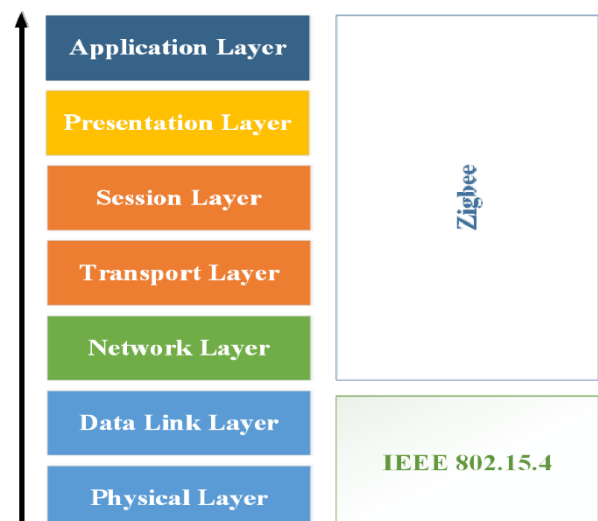 Application Layer
Presentation Layer
Session Layer
Transport Layer
Network Layer
Data Link Layer
Physical Layer
Zigbee
IEEE 802.15.4